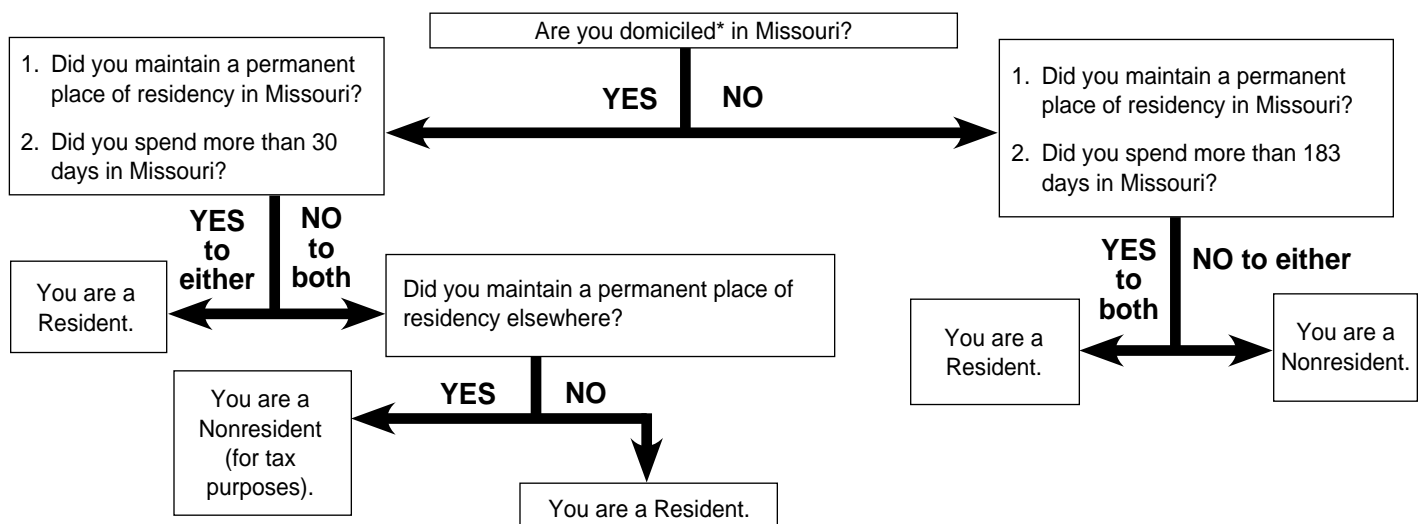 Are you domiciled* in Missouri?
YES
NO
1. Did you maintain a permanent
place of residency in Missouri?
2. Did you spend more than 30
days in Missouri?
YES
to
either
NO
to
both
You are a
Resident.
Did you maintain a permanent place of
residency elsewhere?
YES
NO
You are a
Nonresident
(for tax
purposes).
You are a Resident.
1. Did you maintain a permanent
place of residency in Missouri?
2. Did you spend more than 183
days in Missouri?
YES
to
both
NO to either
You are a
Resident.
You are a
Nonresident.